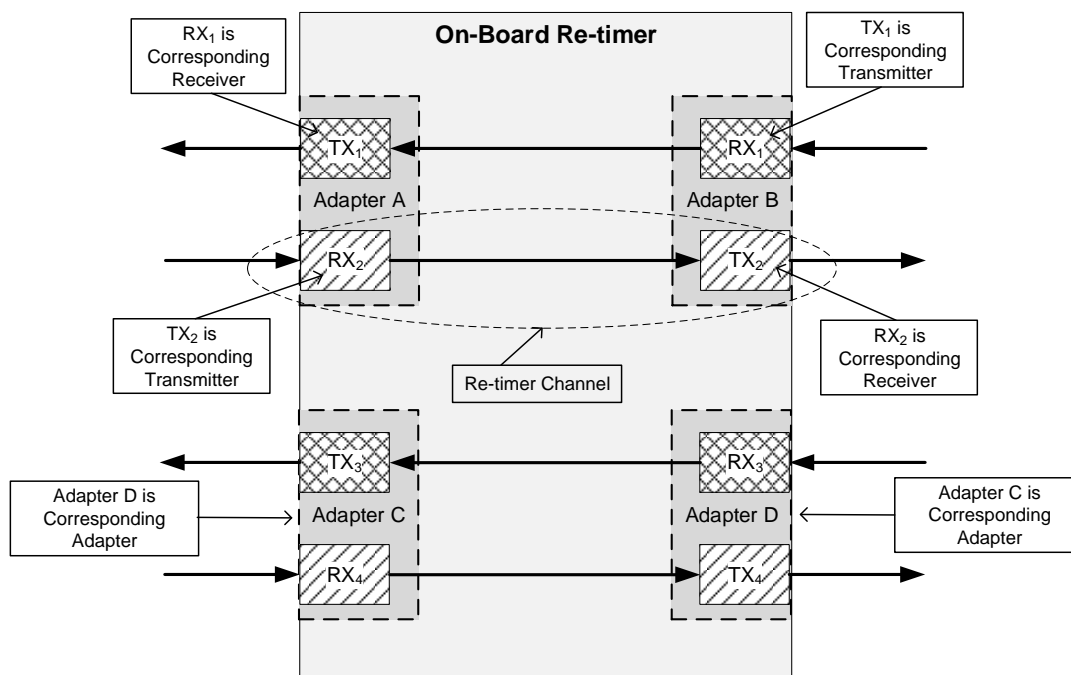 On-Board Re-timer
RX₁ is
Corresponding
Receiver
TX₁ is
Corresponding
Transmitter
TX₁
RX₁
Adapter A
Adapter B
RX₂
TX₂
TX₂ is
Corresponding
Transmitter
Re-timer Channel
RX₂ is
Corresponding
Receiver
TX₃
RX₃
Adapter D is
Corresponding
Adapter
Adapter C
Adapter D
Adapter C is
Corresponding
Adapter
RX₄
TX₄